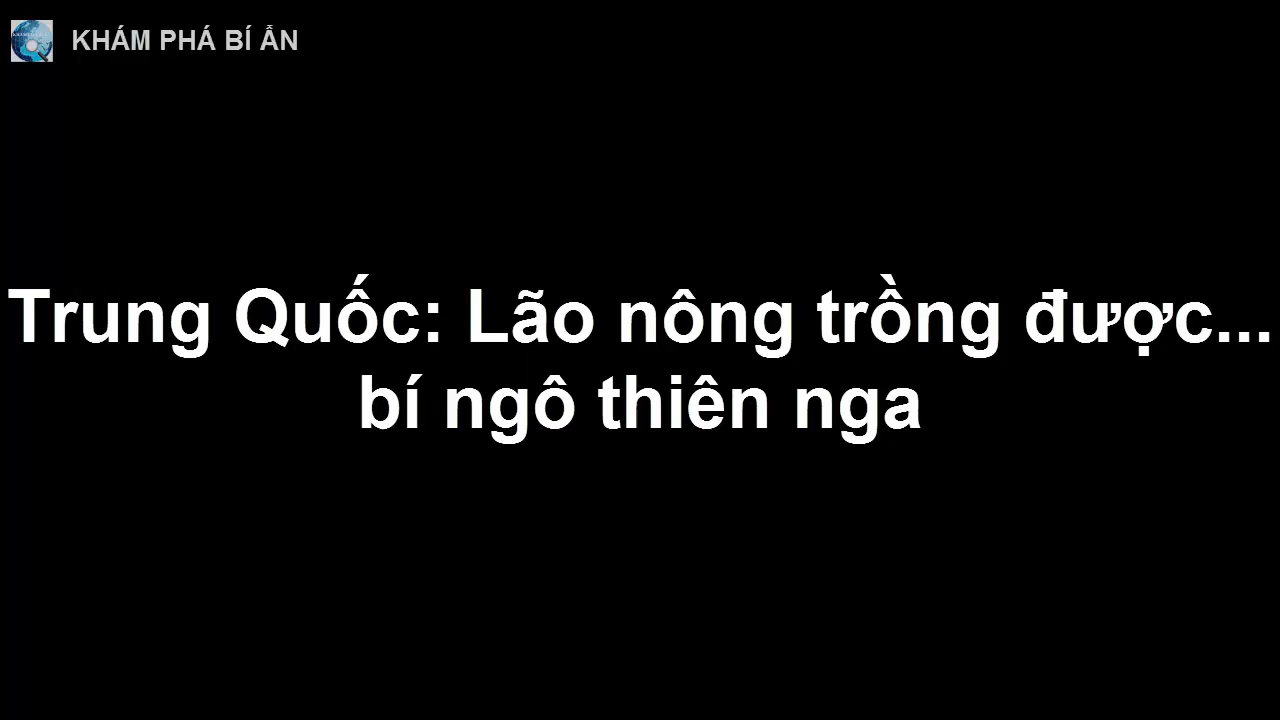 KHÁM PHÁ BÍ ẨN
Trung Quốc: Lão nông trồng được...
bí ngô thiên nga